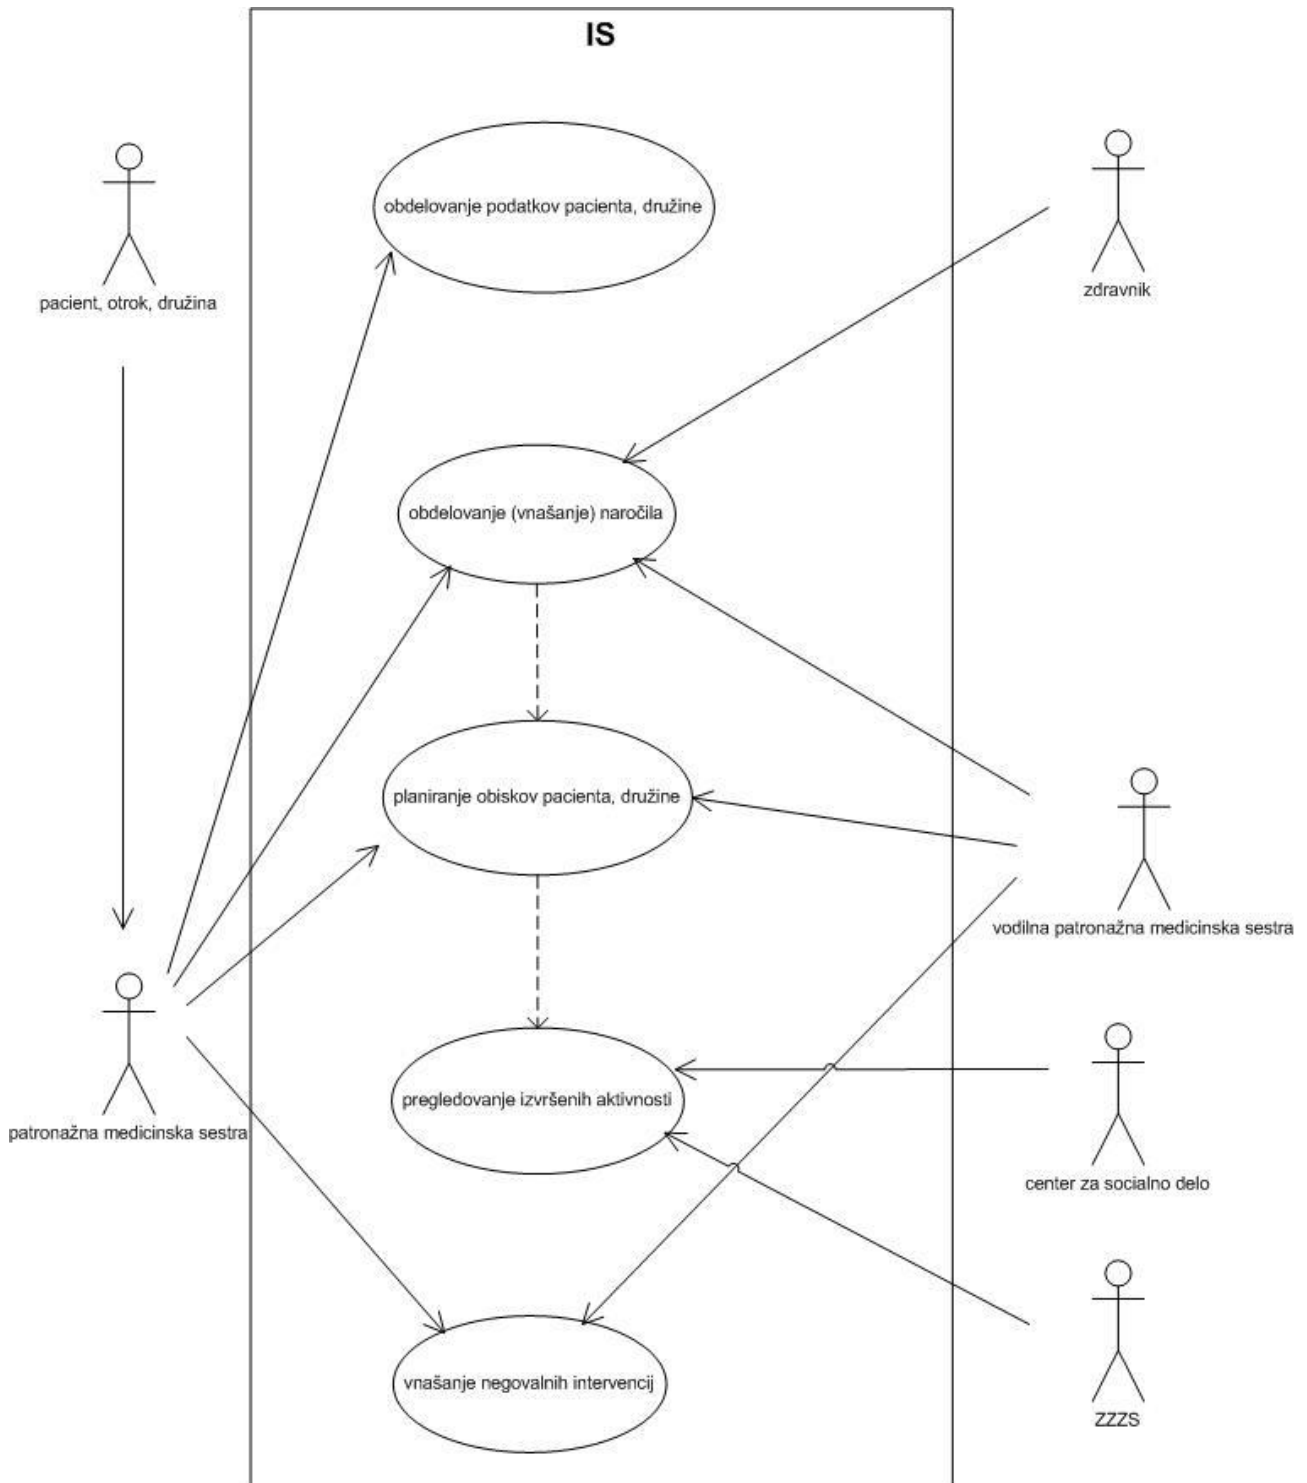 IS
obdelovanje podatkov pacienta, družine
pacient, otrok, družina
zdravnik
obdelovanje (vnašanje) naročila
planiranje obiskov pacienta, družine
vodilna patronažna medicinska sestra
pregledovanje izvršenih aktivnosti
patronažna medicinska sestra
center za socialno delo
vnašanje negovalnih intervencij
ZZZS